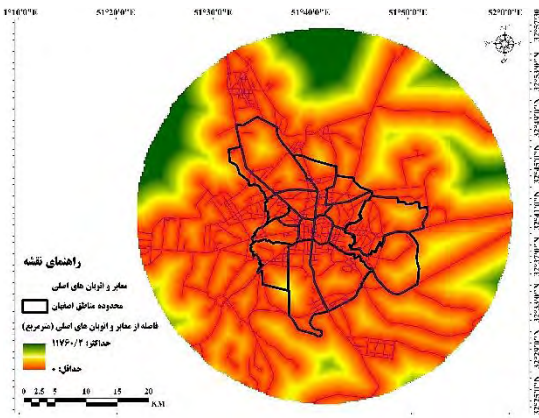 51°10'0"E 51°20'0"E 51°30'0"E 51°40'0"E 51°50'0"E 52°0'0"E
راهنمای نقشه
معابر و اتوبان های اصلی
محدوده مناطق اصفهان
فاصله از معابر و اتوبان های اصلی (مترمربع)
حداکثر: ۱۱۷۶۰/۲
حداقل: ۰
0 2.5 5 10 15 20
KM